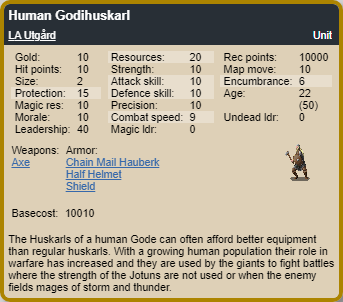 Human Godihuskarl
LA Utgård Unit
Gold: 10 Resources: 20 Rec points: 10000
Hit points: 10 Strength: 10 Map move: 10
Size: 2 Attack skill: 10 Encumbrance: 6
Protection: 15 Defence skill: 10 Age: 22
Magic res: 10 Precision: 10 (50)
Morale: 10 Combat speed: 9 Undead ldr: 0
Leadership: 40 Magic ldr: 0
Weapons: Armor:
Axe Chain Mail Hauberk
Half Helmet
Shield
Basecost: 10010
The Huskarls of a human Gode can often afford better equipment
than regular huskarls. With a growing human population their role in
warfare has increased and they are used by the giants to fight battles
where the strength of the Jotuns are not used or when the enemy
fields mages of storm and thunder.